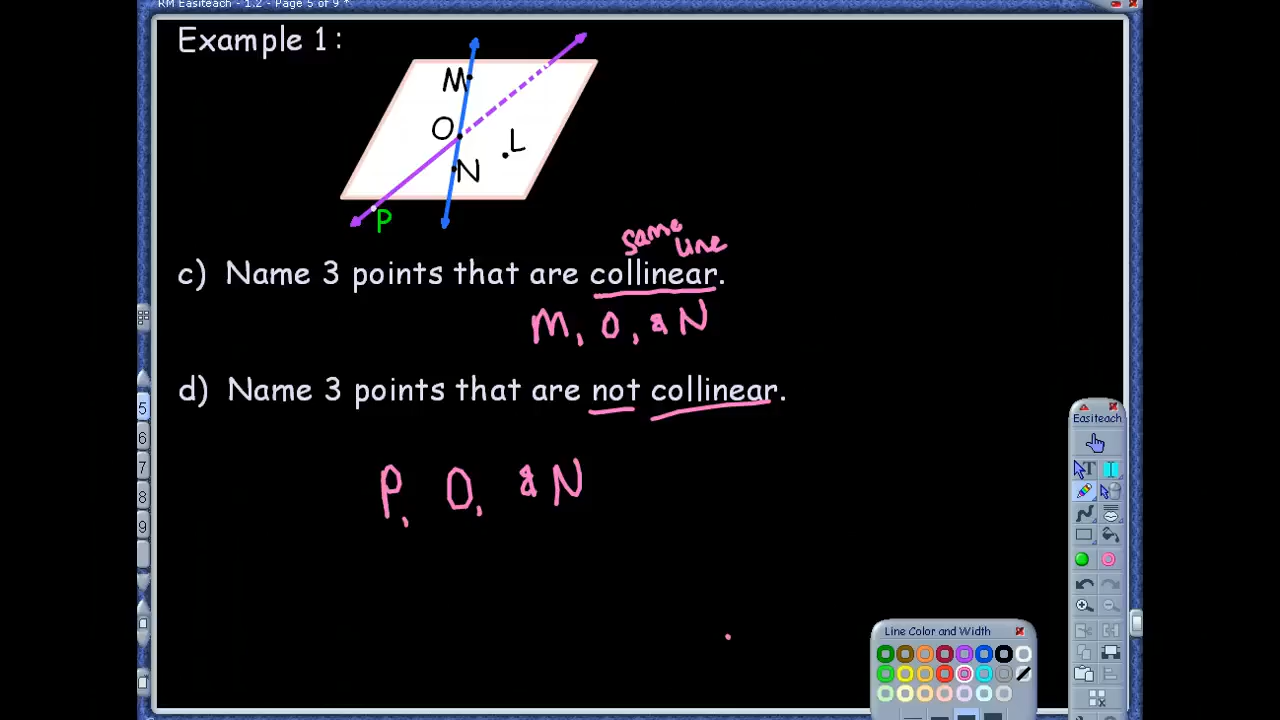 RM Easiteach - 1.2 - Page 5 of 9 *
Example 1:
M
O
L
N
P
same line
c) Name 3 points that are collinear.
M, O, & N
d) Name 3 points that are not collinear.
P, O, & N
5
6
7
8
9
Easiteach
T
Line Color and Width